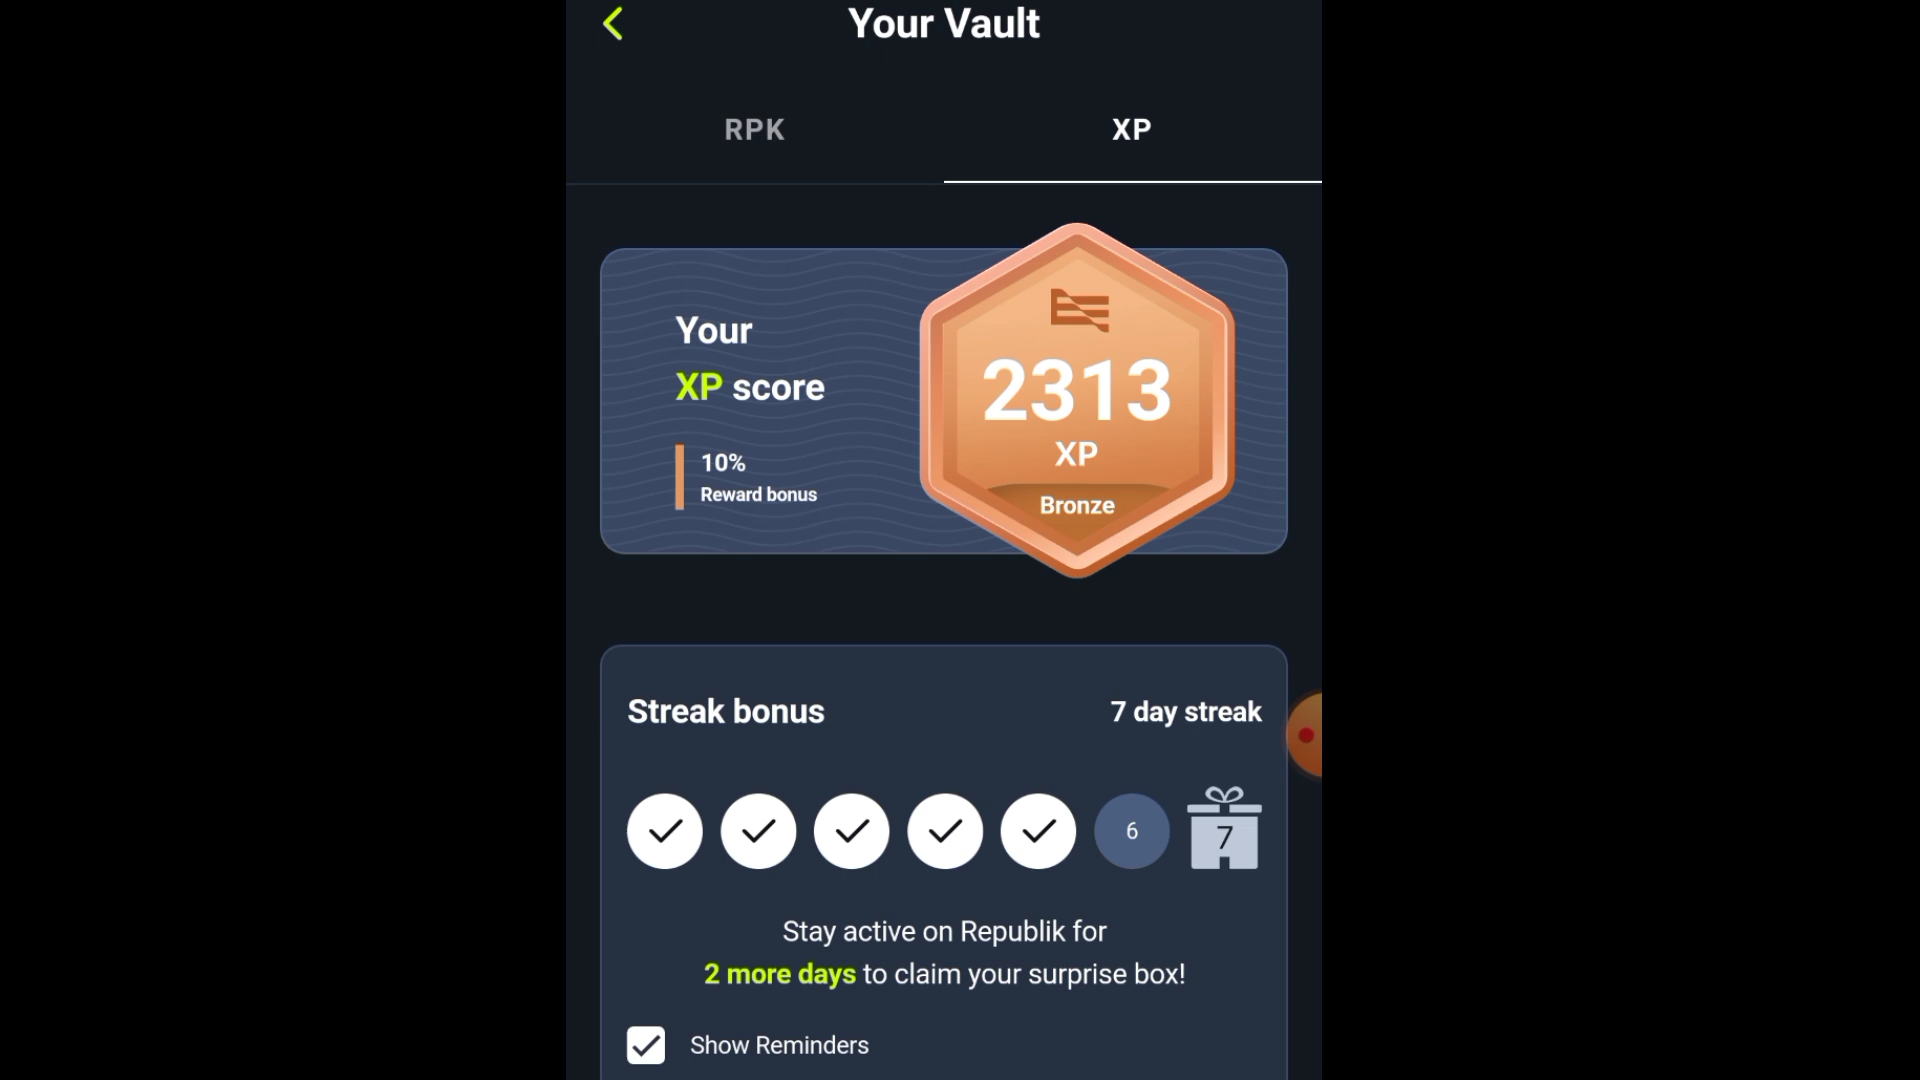 Your Vault
RPK
XP
Your
XP score
10%
Reward bonus
2313
XP
Bronze
Streak bonus
7 day streak
6
7
Stay active on Republik for
2 more days to claim your surprise box!
Show Reminders